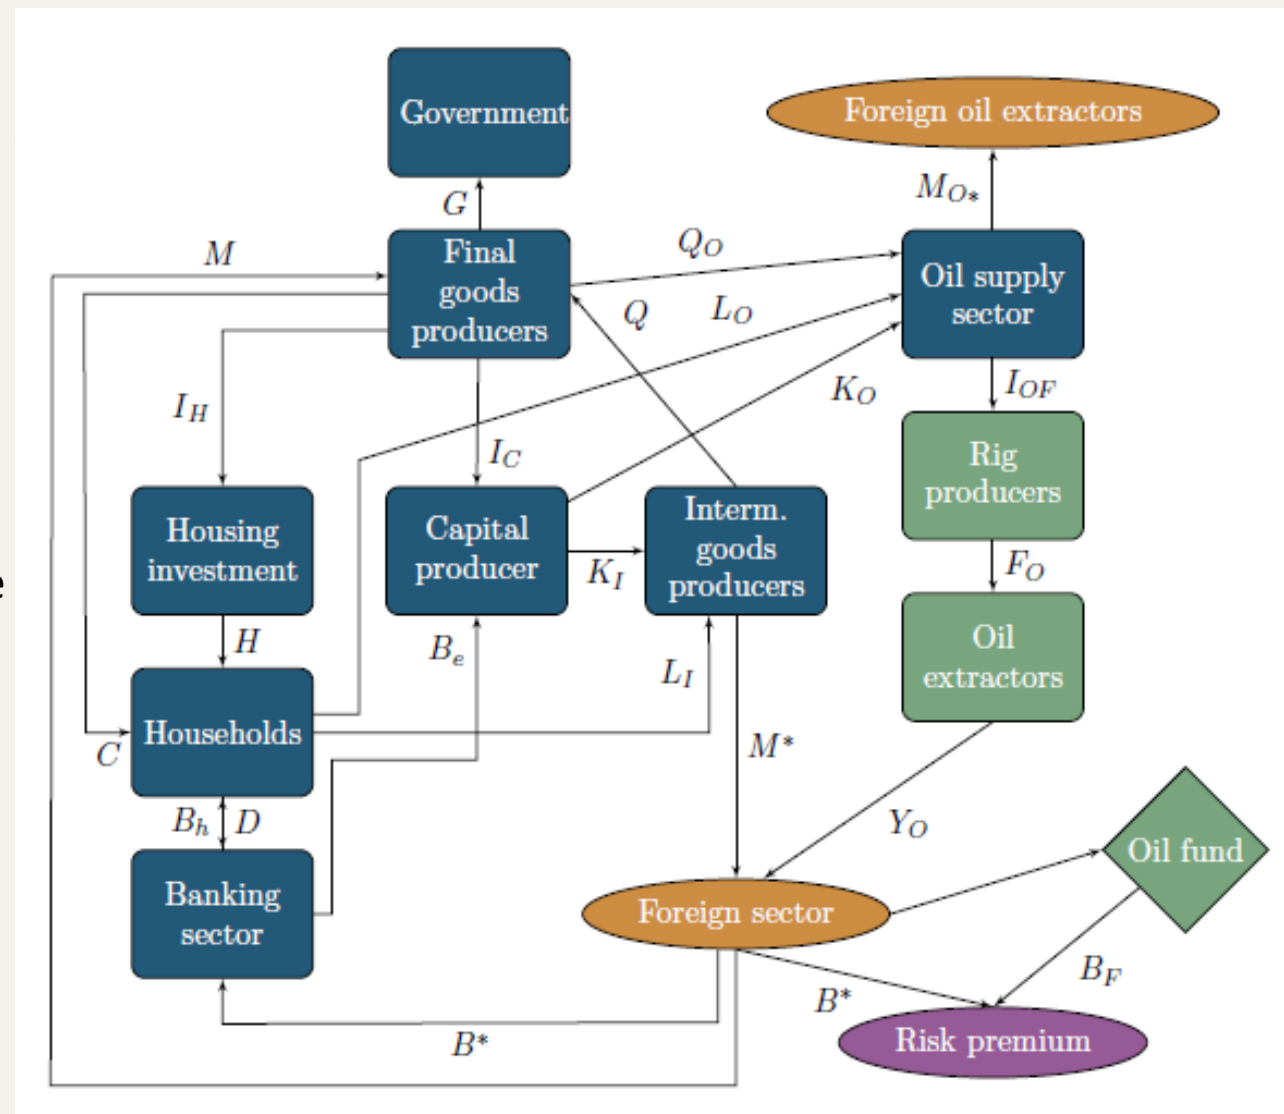 Government
Foreign oil extractors
G
M_{O*}
M
Final
goods
producers
Q_O
Oil supply
sector
Q
L_O
I_H
I_C
K_O
I_{OF}
Rig
producers
Housing
investment
Capital
producer
K_I
Interm.
goods
producers
F_O
e
H
B_e
L_I
Oil
extractors
Households
C
M*
B_h
D
Y_O
Oil fund
Banking
sector
Foreign sector
B_F
B*
B*
Risk premium